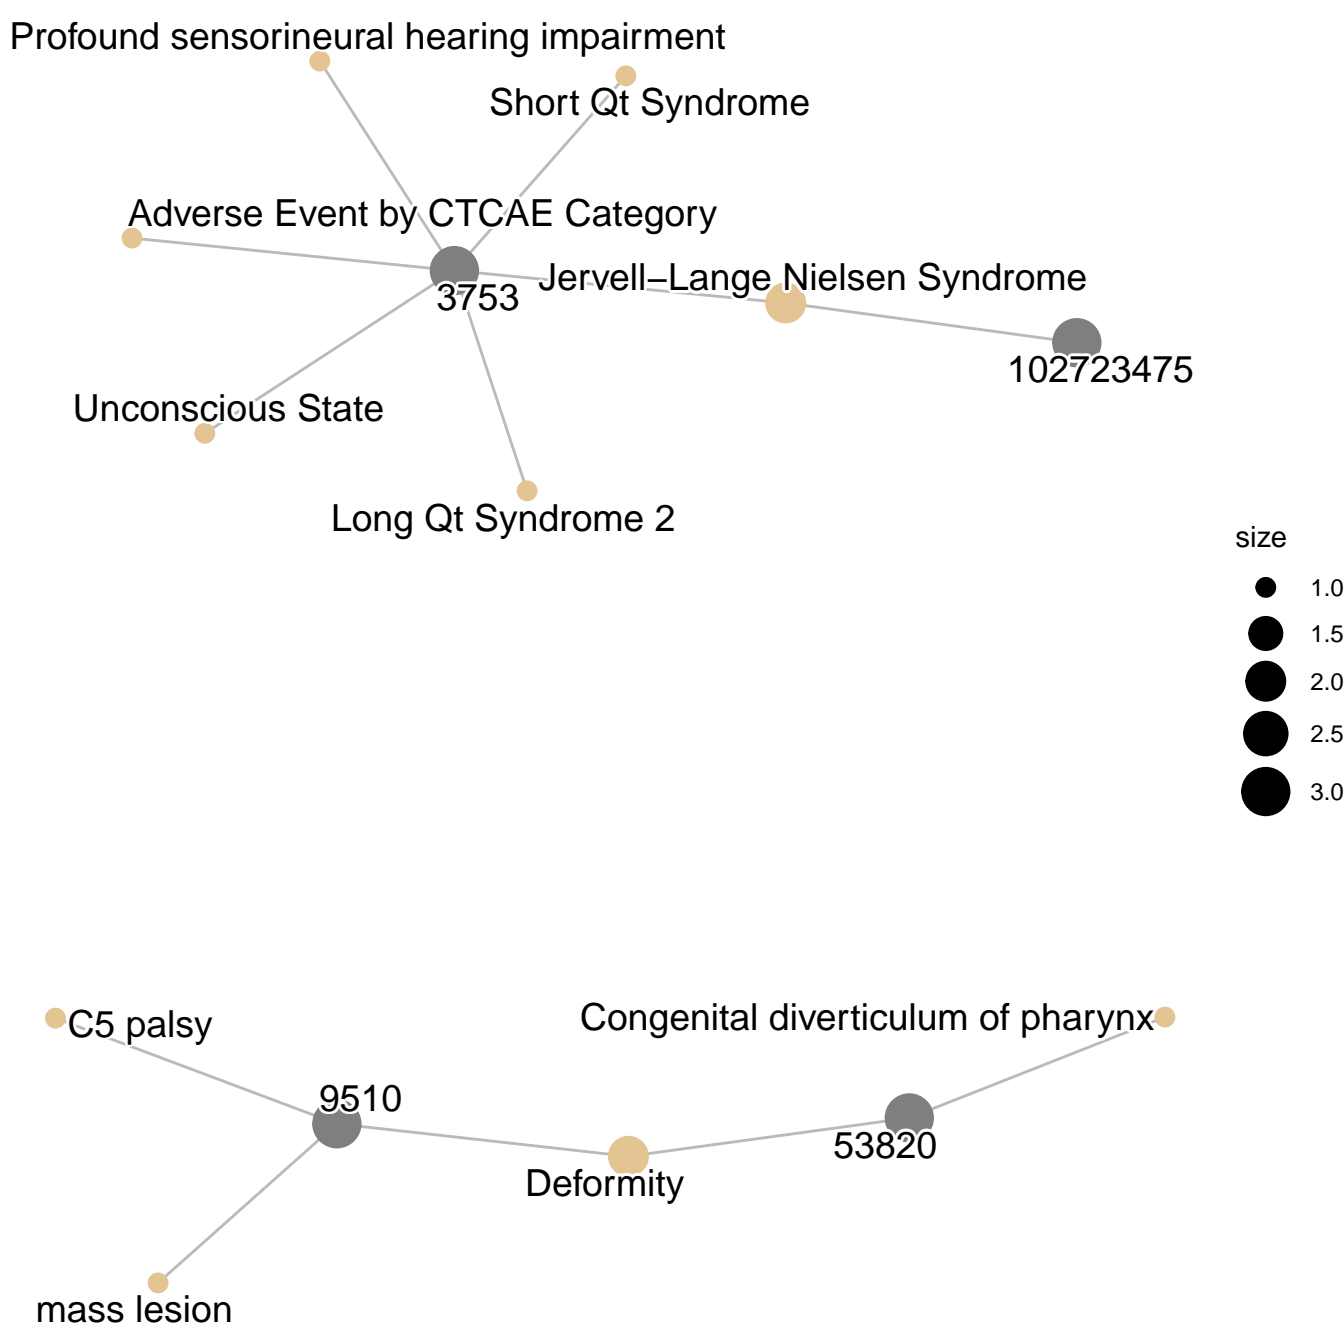 Profound sensorineural hearing impairment
Short Qt Syndrome
Adverse Event by CTCAE Category
Jervell−Lange Nielsen Syndrome
3753
102723475
Unconscious State
Long Qt Syndrome 2
size
1.0
1.5
2.0
2.5
3.0
C5 palsy
Congenital diverticulum of pharynx
9510
53820
Deformity
mass lesion